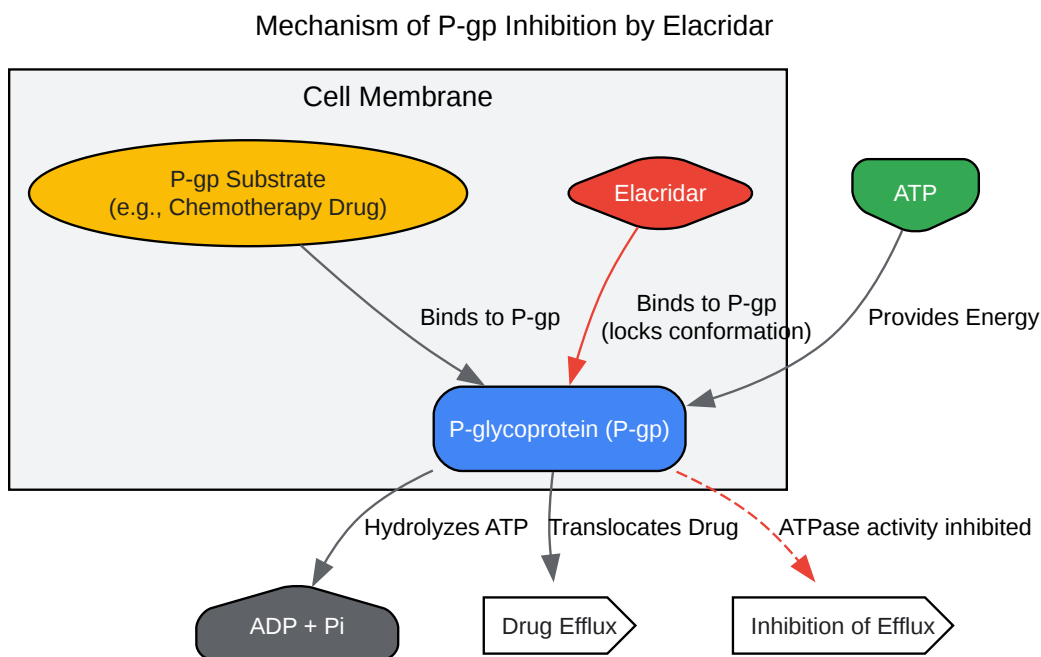 Mechanism of P-gp Inhibition by Elacridar
Cell Membrane
P-gp Substrate
(e.g., Chemotherapy Drug)
Elacridar
ATP
Binds to P-gp
Binds to P-gp
(locks conformation)
Provides Energy
P-glycoprotein (P-gp)
Hydrolyzes ATP
Translocates Drug
ATPase activity inhibited
ADP + Pi
Drug Efflux
Inhibition of Efflux